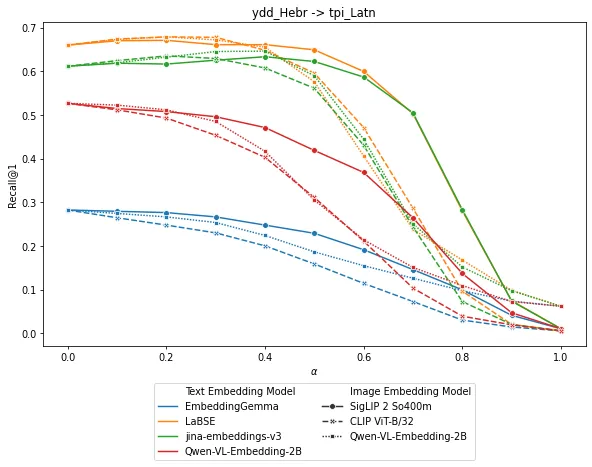 ydd_Hebr -> tpi_Latn
Recall@1
0.7
0.6
0.5
0.4
0.3
0.2
0.1
0.0
0.0 0.2 0.4 0.6 0.8 1.0
α
Text Embedding Model
EmbeddingGemma
LaBSE
jina-embeddings-v3
Qwen-VL-Embedding-2B
Image Embedding Model
SigLIP 2 So400m
CLIP ViT-B/32
Qwen-VL-Embedding-2B